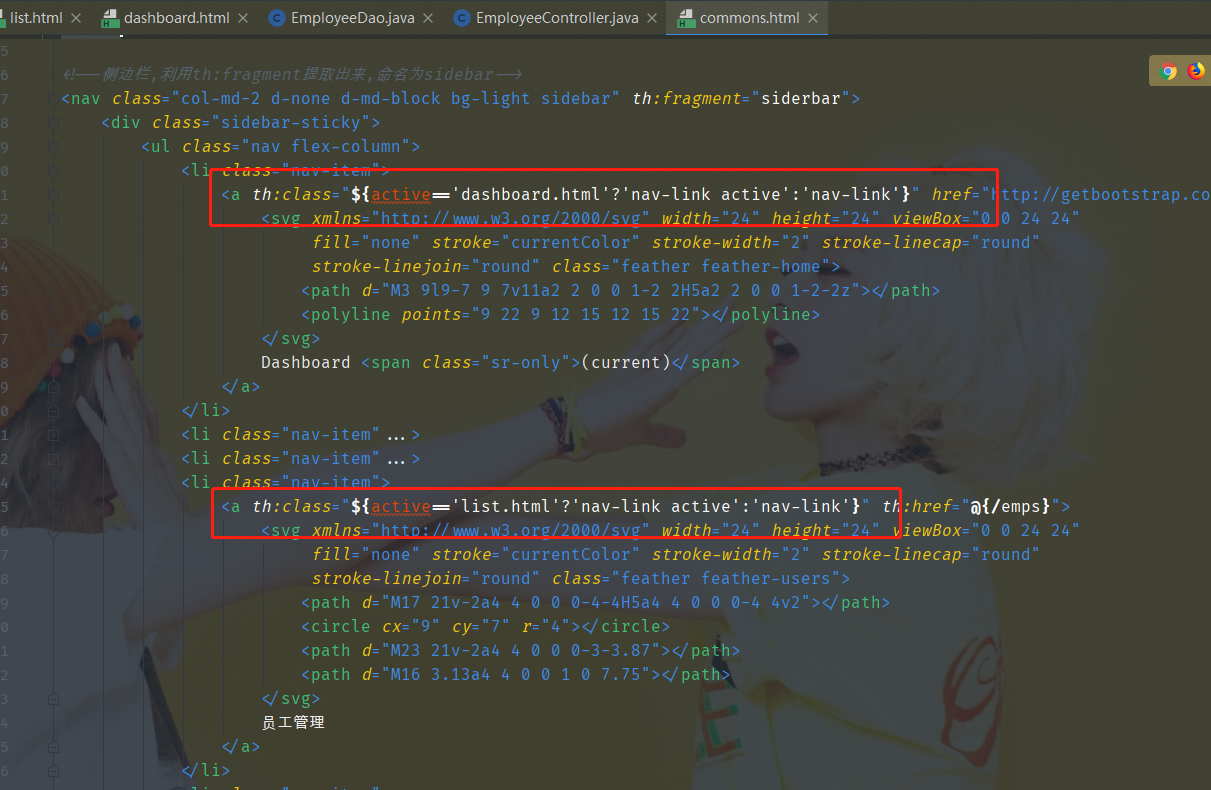 list.html × dashboard.html × C EmployeeDao.java × C EmployeeController.java × commons.html ×
5
6 <!--侧边栏,利用th:fragment提取出来,命名为sidebar-->
7 <nav class="col-md-2 d-none d-md-block bg-light sidebar" th:fragment="siderbar">
8 <div class="sidebar-sticky">
9 <ul class="nav flex-column">
0 <li class="nav-item">
1 <a th:class="${active=='dashboard.html'?'nav-link active':'nav-link'}" href="http://getbootstrap.co
2 <svg xmlns="http://www.w3.org/2000/svg" width="24" height="24" viewBox="0 0 24 24"
3 fill="none" stroke="currentColor" stroke-width="2" stroke-linecap="round"
4 stroke-linejoin="round" class="feather feather-home">
5 <path d="M3 9l9-7 9 7v11a2 2 0 0 1-2 2H5a2 2 0 0 1-2-2z"></path>
6 <polyline points="9 22 9 12 15 12 15 22"></polyline>
7 </svg>
8 Dashboard <span class="sr-only">(current)</span>
9 </a>
0 </li>
1 <li class="nav-item"...>
2 <li class="nav-item"...>
4 <li class="nav-item">
5 <a th:class="${active=='list.html'?'nav-link active':'nav-link'}" th:href="@{/emps}">
6 <svg xmlns="http://www.w3.org/2000/svg" width="24" height="24" viewBox="0 0 24 24"
7 fill="none" stroke="currentColor" stroke-width="2" stroke-linecap="round"
8 stroke-linejoin="round" class="feather feather-users">
9 <path d="M17 21v-2a4 4 0 0 0-4-4H5a4 4 0 0 0-4 4v2"></path>
0 <circle cx="9" cy="7" r="4"></circle>
1 <path d="M23 21v-2a4 4 0 0 0-3-3.87"></path>
2 <path d="M16 3.13a4 4 0 0 1 0 7.75"></path>
3 </svg>
4 员工管理
5 </a>
6 </li>